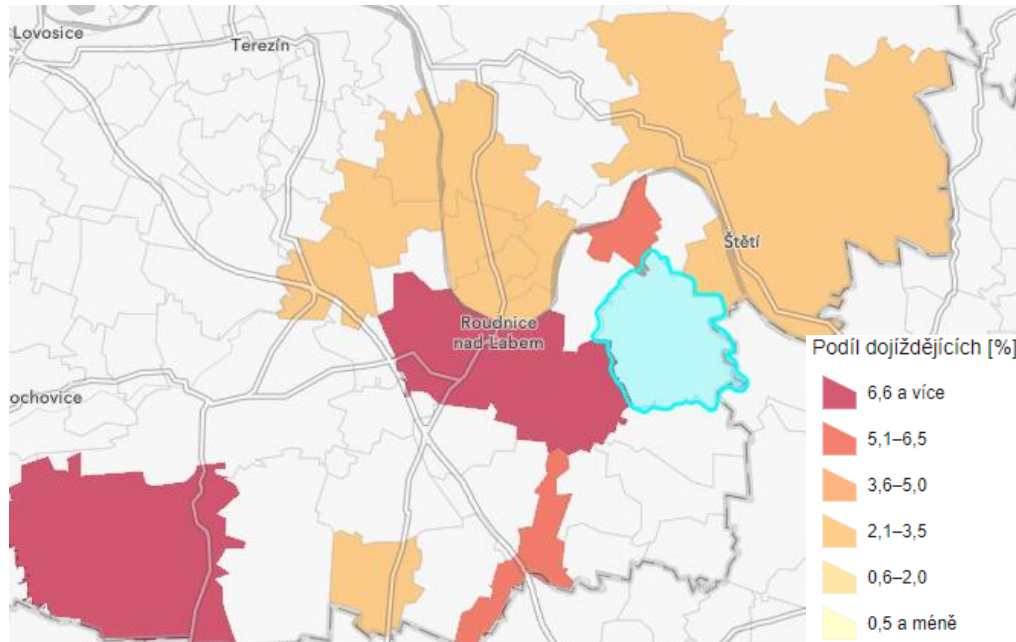 Lovosice
Terezín
Štětí
Roudnice
nad Labem
ochovice
Podíl dojíždějících [%]
6,6 a více
5,1–6,5
3,6–5,0
2,1–3,5
0,6–2,0
0,5 a méně